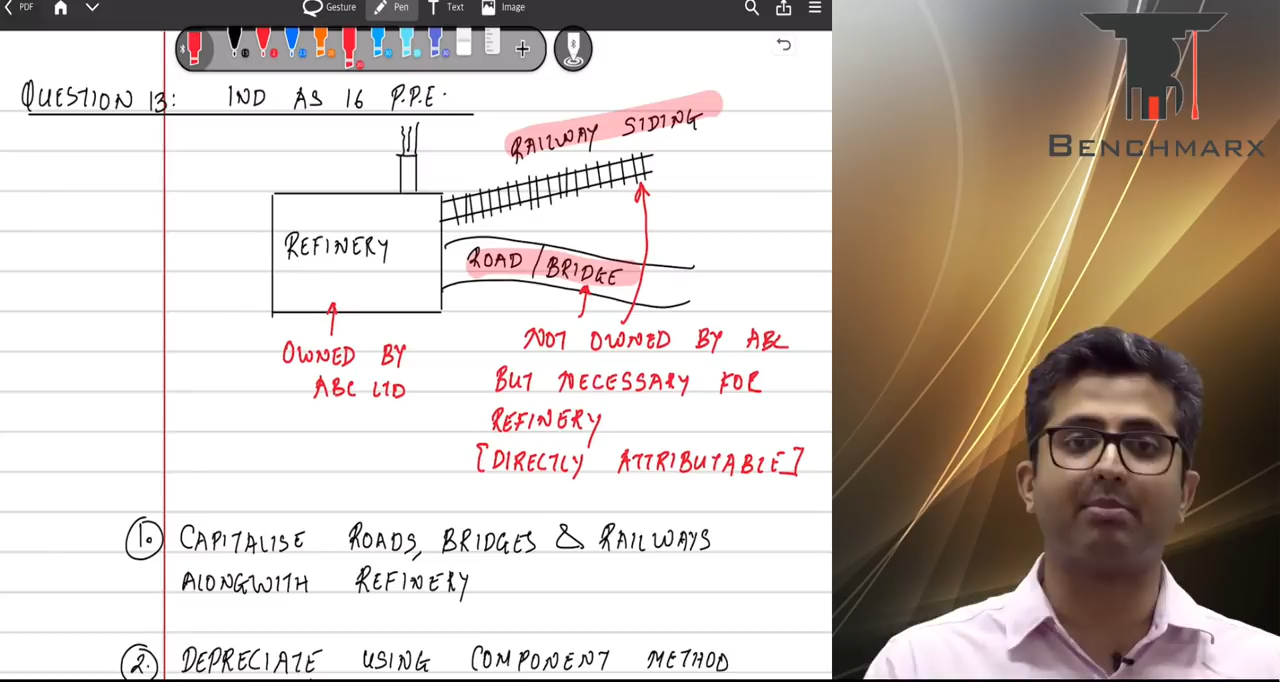 PDF
Gesture
Pen
Text
Image
QUESTION 13: IND AS 16 P.P.E.
RAILWAY SIDING
REFINERY
ROAD / BRIDGE
OWNED BY
ABC LTD
NOT OWNED BY ABC
BUT NECESSARY FOR
REFINERY
[DIRECTLY ATTRIBUTABLE]
1. CAPITALISE ROADS, BRIDGES & RAILWAYS
ALONGWITH REFINERY
2. DEPRECIATE USING COMPONENT METHOD
BENCHMARX